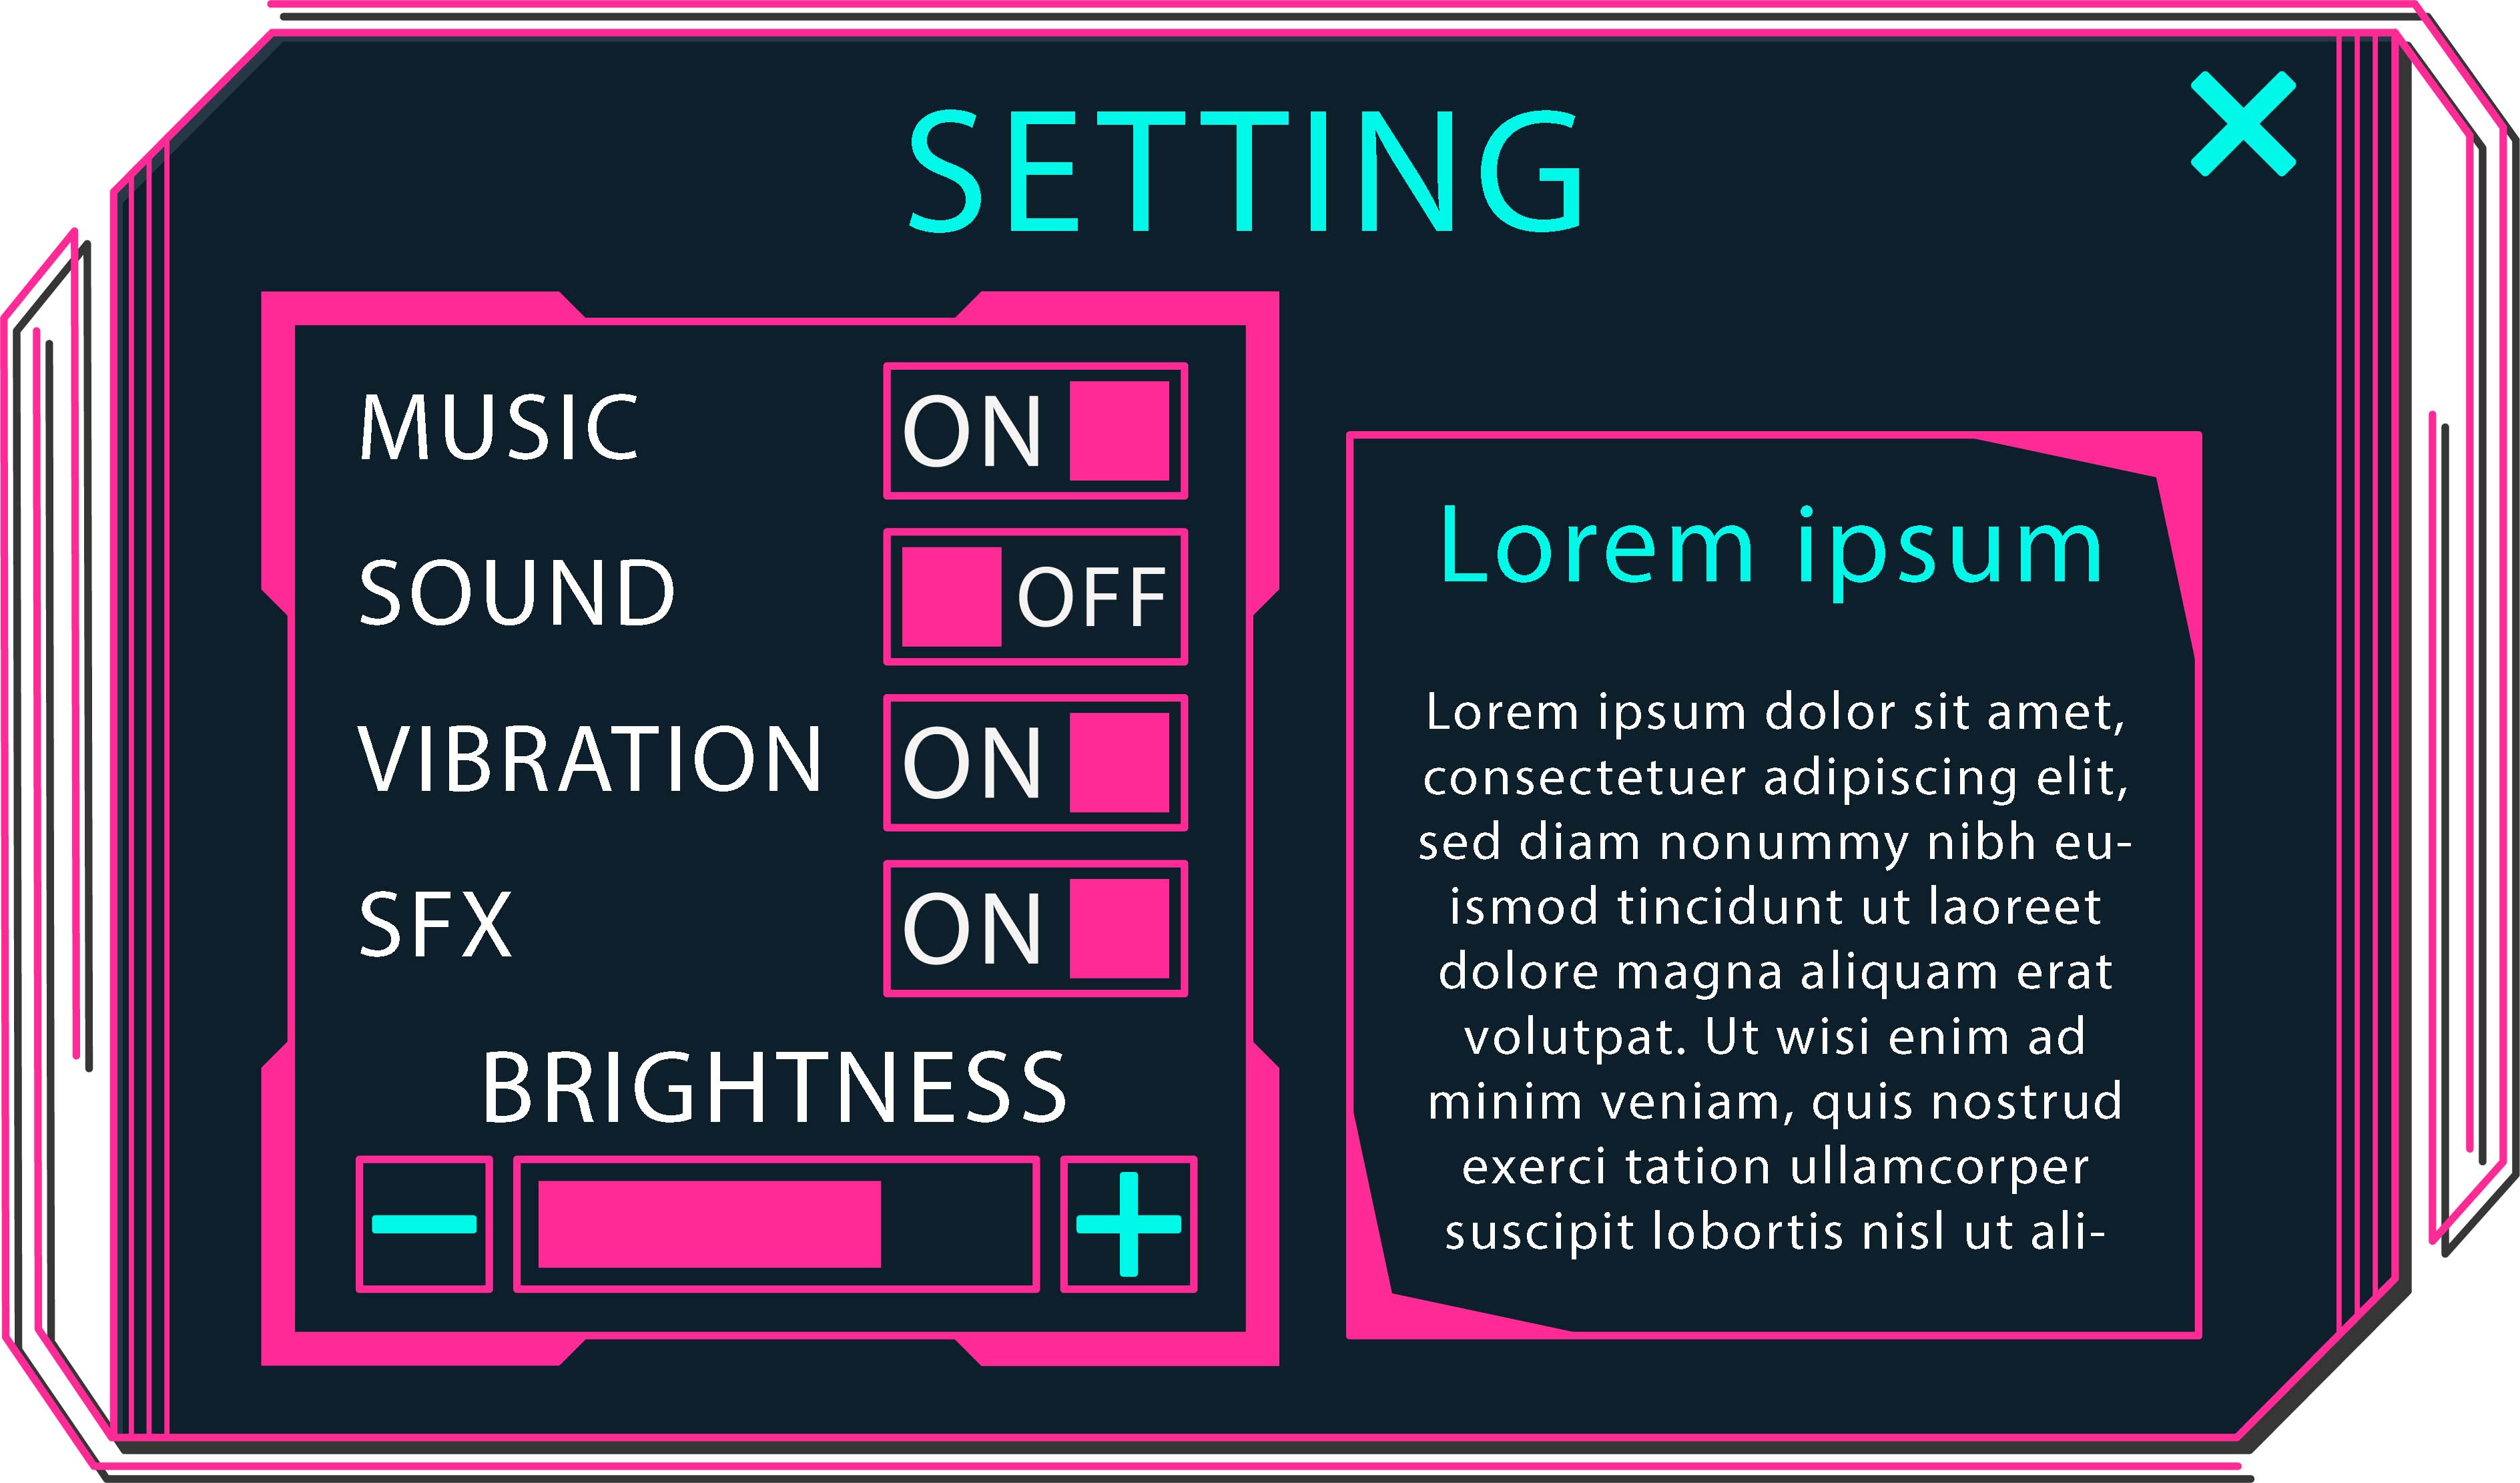 SETTING
MUSIC ON
SOUND OFF
VIBRATION ON
SFX ON
BRIGHTNESS
Lorem ipsum
Lorem ipsum dolor sit amet,
consectetuer adipiscing elit,
sed diam nonummy nibh eu-
ismod tincidunt ut laoreet
dolore magna aliquam erat
volutpat. Ut wisi enim ad
minim veniam, quis nostrud
exerci tation ullamcorper
suscipit lobortis nisl ut ali-